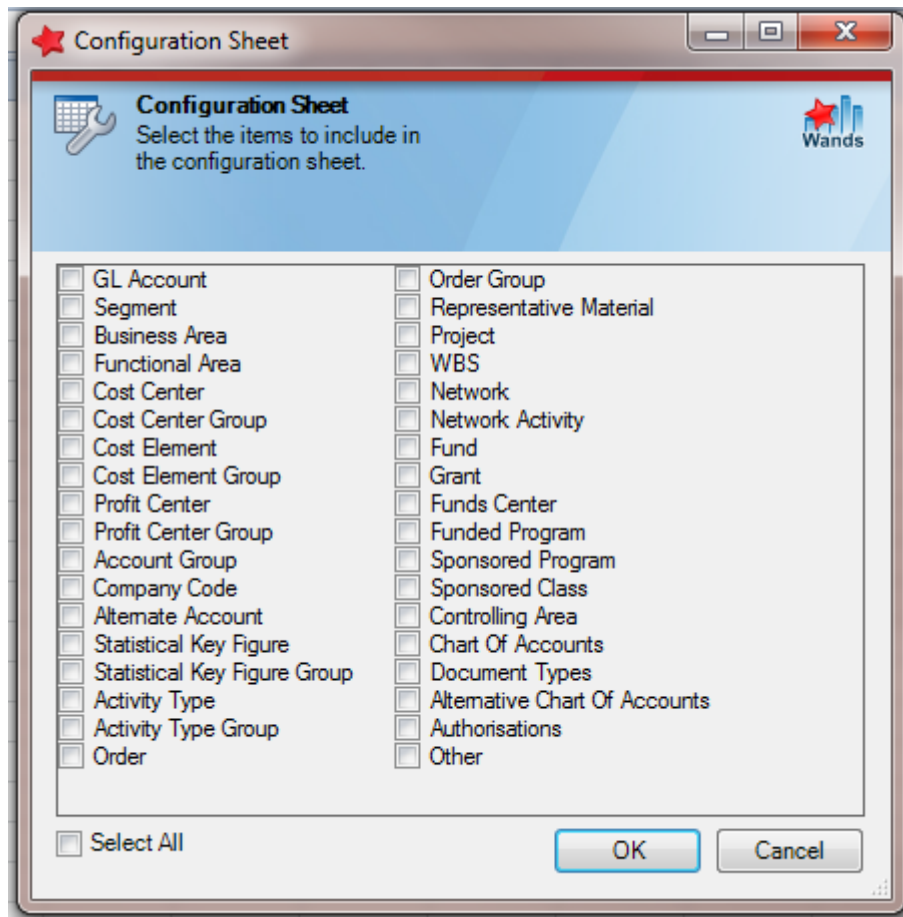 Configuration Sheet
Configuration Sheet
Select the items to include in
the configuration sheet.
Wands
GL Account
Segment
Business Area
Functional Area
Cost Center
Cost Center Group
Cost Element
Cost Element Group
Profit Center
Profit Center Group
Account Group
Company Code
Alternate Account
Statistical Key Figure
Statistical Key Figure Group
Activity Type
Activity Type Group
Order
Order Group
Representative Material
Project
WBS
Network
Network Activity
Fund
Grant
Funds Center
Funded Program
Sponsored Program
Sponsored Class
Controlling Area
Chart Of Accounts
Document Types
Alternative Chart Of Accounts
Authorisations
Other
Select All
OK
Cancel